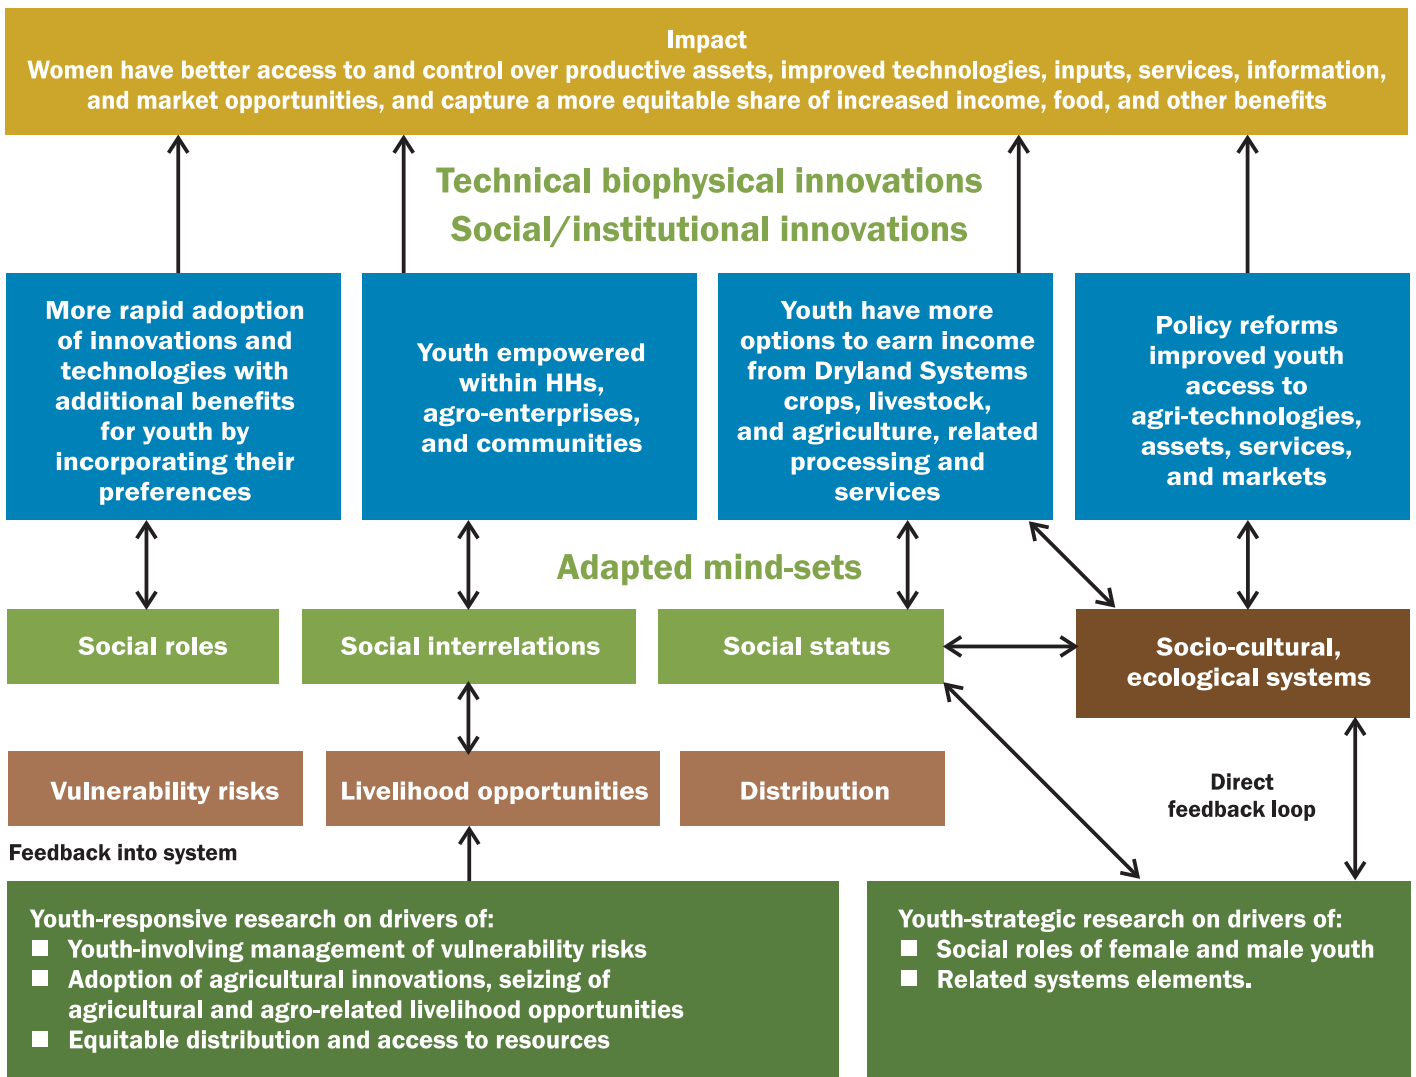 Impact
Women have better access to and control over productive assets, improved technologies, inputs, services, information,
and market opportunities, and capture a more equitable share of increased income, food, and other benefits
Technical biophysical innovations
Social/institutional innovations
More rapid adoption
of innovations and
technologies with
additional benefits
for youth by
incorporating their
preferences
Youth empowered
within HHs,
agro-enterprises,
and communities
Youth have more
options to earn income
from Dryland Systems
crops, livestock,
and agriculture, related
processing and
services
Policy reforms
improved youth
access to
agri-technologies,
assets, services,
and markets
Adapted mind-sets
Social roles
Social interrelations
Social status
Socio-cultural,
ecological systems
Vulnerability risks
Livelihood opportunities
Distribution
Direct
feedback loop
Feedback into system
Youth-responsive research on drivers of:
Youth-involving management of vulnerability risks
Adoption of agricultural innovations, seizing of
agricultural and agro-related livelihood opportunities
Equitable distribution and access to resources
Youth-strategic research on drivers of:
Social roles of female and male youth
Related systems elements.